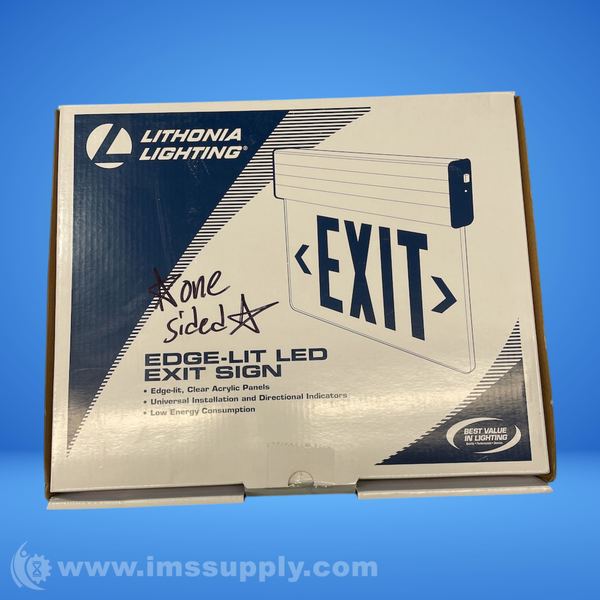 LITHONIA
LIGHTING®
EXIT
one
sided
EDGE-LIT LED
EXIT SIGN
• Edge-lit, Clear Acrylic Panels
• Universal Installation and Directional Indicators
• Low Energy Consumption
BEST VALUE
IN LIGHTING
www.imssupply.com